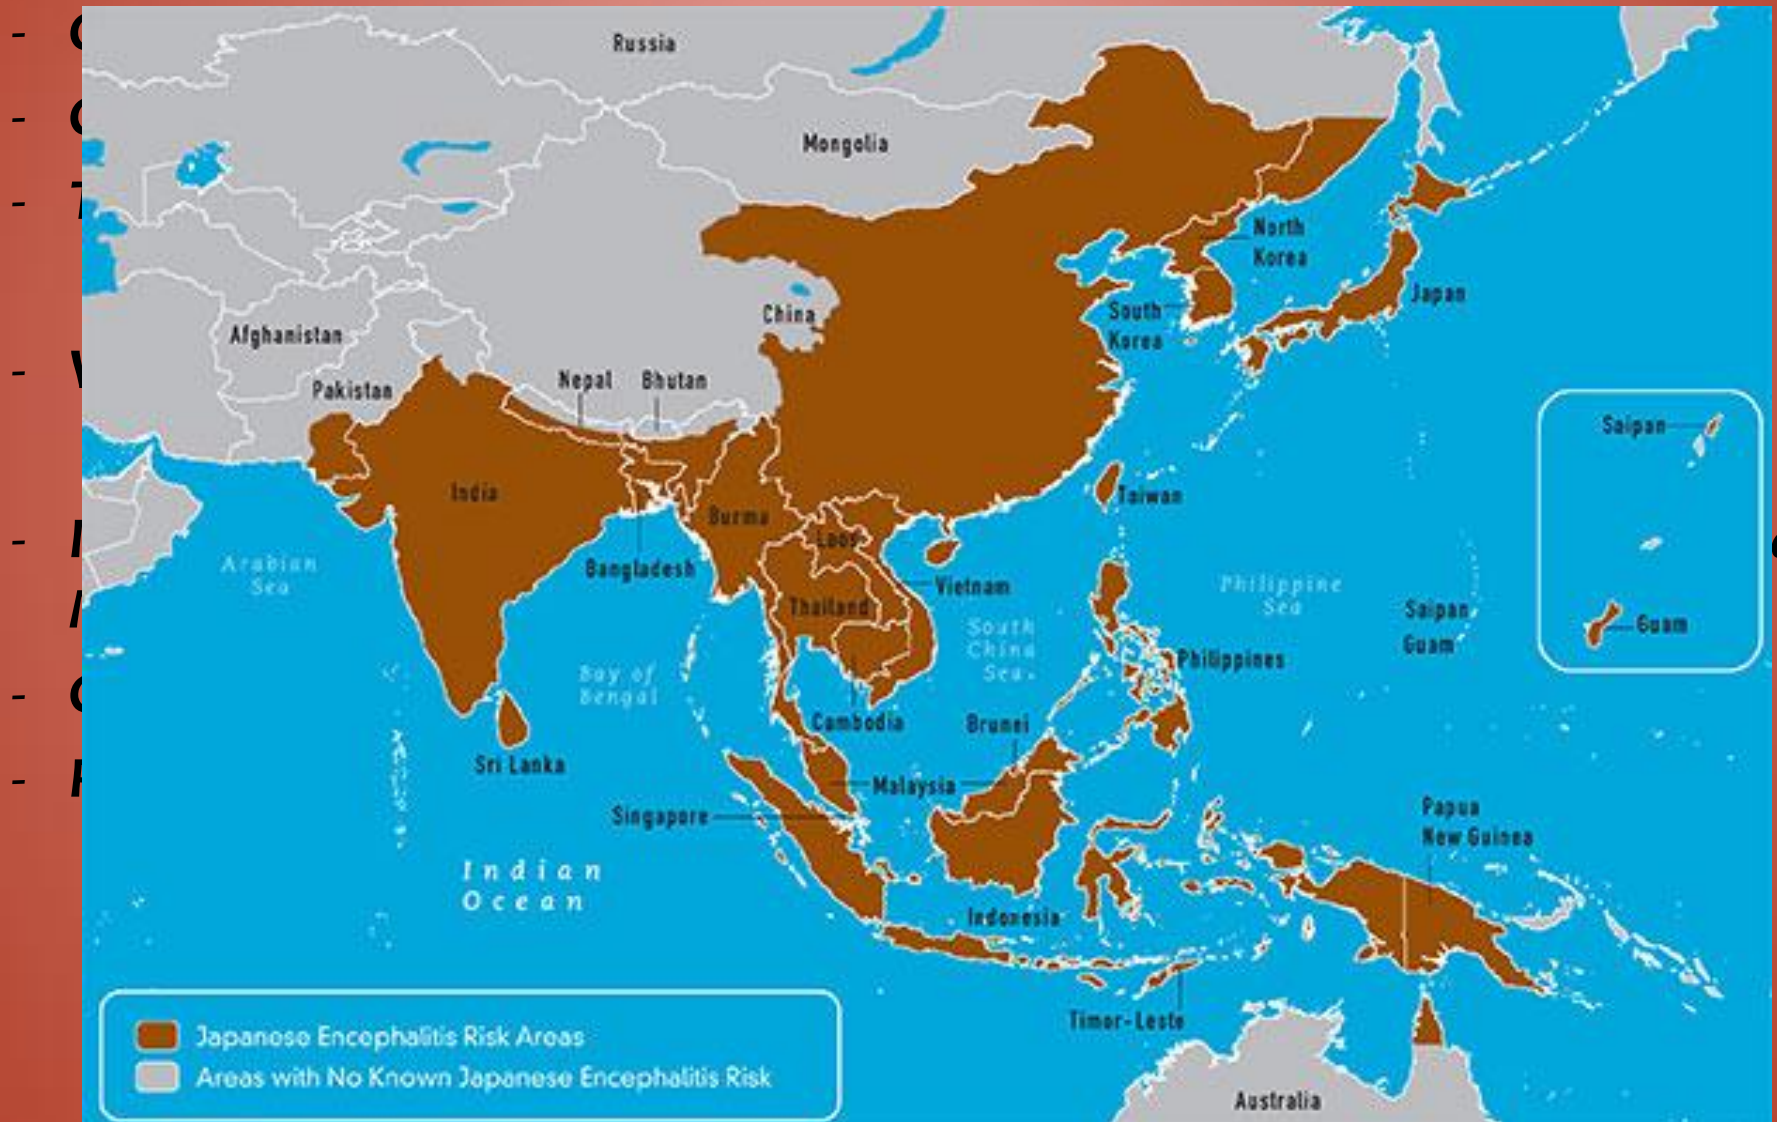 Russia
Mongolia
North
Korea
Japan
South
Korea
China
Afghanistan
Pakistan
Nepal
Bhutan
Saipan
India
Burma
Taiwan
Laos
Arabian
Sea
Bangladesh
Vietnam
Philippine
Sea
Thailand
Saipan
Guam
Guam
South
China
Sea
Bay of
Bengal
Philippines
Cambodia
Brunei
Sri Lanka
Malaysia
Singapore
Papua
New Guinea
Indian
Ocean
Indonesia
Timor-Leste
Japanese Encephalitis Risk Areas
Areas with No Known Japanese Encephalitis Risk
Australia